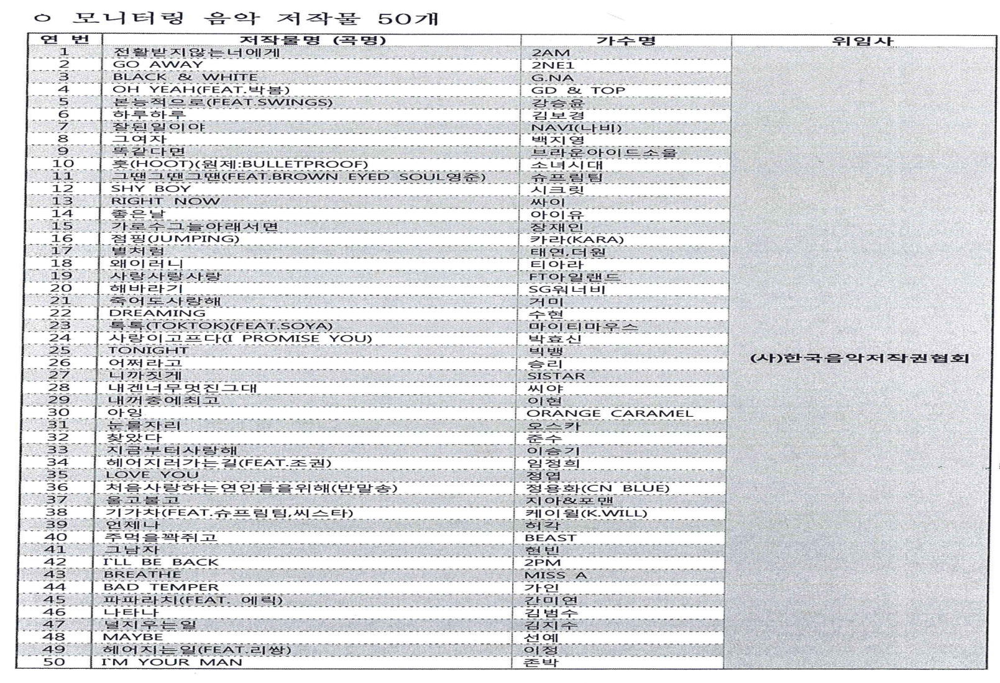 ㅇ 모니터링 음악 저작물 50개
연 번 저작물명 (곡명) 가수명 위임사
1 전활받지않는너에게 2AM
2 GO AWAY 2NE1
3 BLACK & WHITE G.NA
4 OH YEAH(FEAT.박봄) GD & TOP
5 본능적으로(FEAT.SWINGS) 강승윤
6 하루하루 김보경
7 잘된일이야 NAVI(나비)
8 그여자 백지영
9 똑같다면 브라운아이드소울
10 훗(HOOT)(원제:BULLETPROOF) 소녀시대
11 그땐그땐그땐(FEAT.BROWN EYED SOUL영준) 슈프림팀
12 SHY BOY 시크릿
13 RIGHT NOW 싸이
14 좋은날 아이유
15 가로수그늘아래서면 장재인
16 점핑(JUMPING) 카라(KARA)
17 별처럼 태연,더원
18 왜이러니 티아라
19 사랑사랑사랑 FT아일랜드
20 해바라기 SG워너비
21 죽어도사랑해 거미
22 DREAMING 수현
23 톡톡(TOKTOK)(FEAT.SOYA) 마이티마우스
24 사랑이고프다(I PROMISE YOU) 박효신
25 TONIGHT 빅뱅
(사)한국음악저작권협회
26 어쩌라고 승리
27 니까짓게 SISTAR
28 내겐너무멋진그대 씨야
29 내꺼중에최고 이현
30 아잉 ORANGE CARAMEL
31 눈물자리 오스카
32 찾았다 준수
33 지금부터사랑해 이승기
34 헤어지러가는길(FEAT.조권) 임정희
35 LOVE YOU 정엽
36 처음사랑하는연인들을위해(반말송) 정용화(CN BLUE)
37 울고불고 지아&포맨
38 기가차(FEAT.슈프림팀,씨스타) 케이윌(K.WILL)
39 언제나 허각
40 주먹을꽉쥐고 BEAST
41 그남자 현빈
42 I`LL BE BACK 2PM
43 BREATHE MISS A
44 BAD TEMPER 가인
45 파파라치(FEAT. 에릭) 간미연
46 나타나 김범수
47 널지우는일 김지수
48 MAYBE 선예
49 헤어지는일(FEAT.리쌍) 이정
50 I`M YOUR MAN 존박